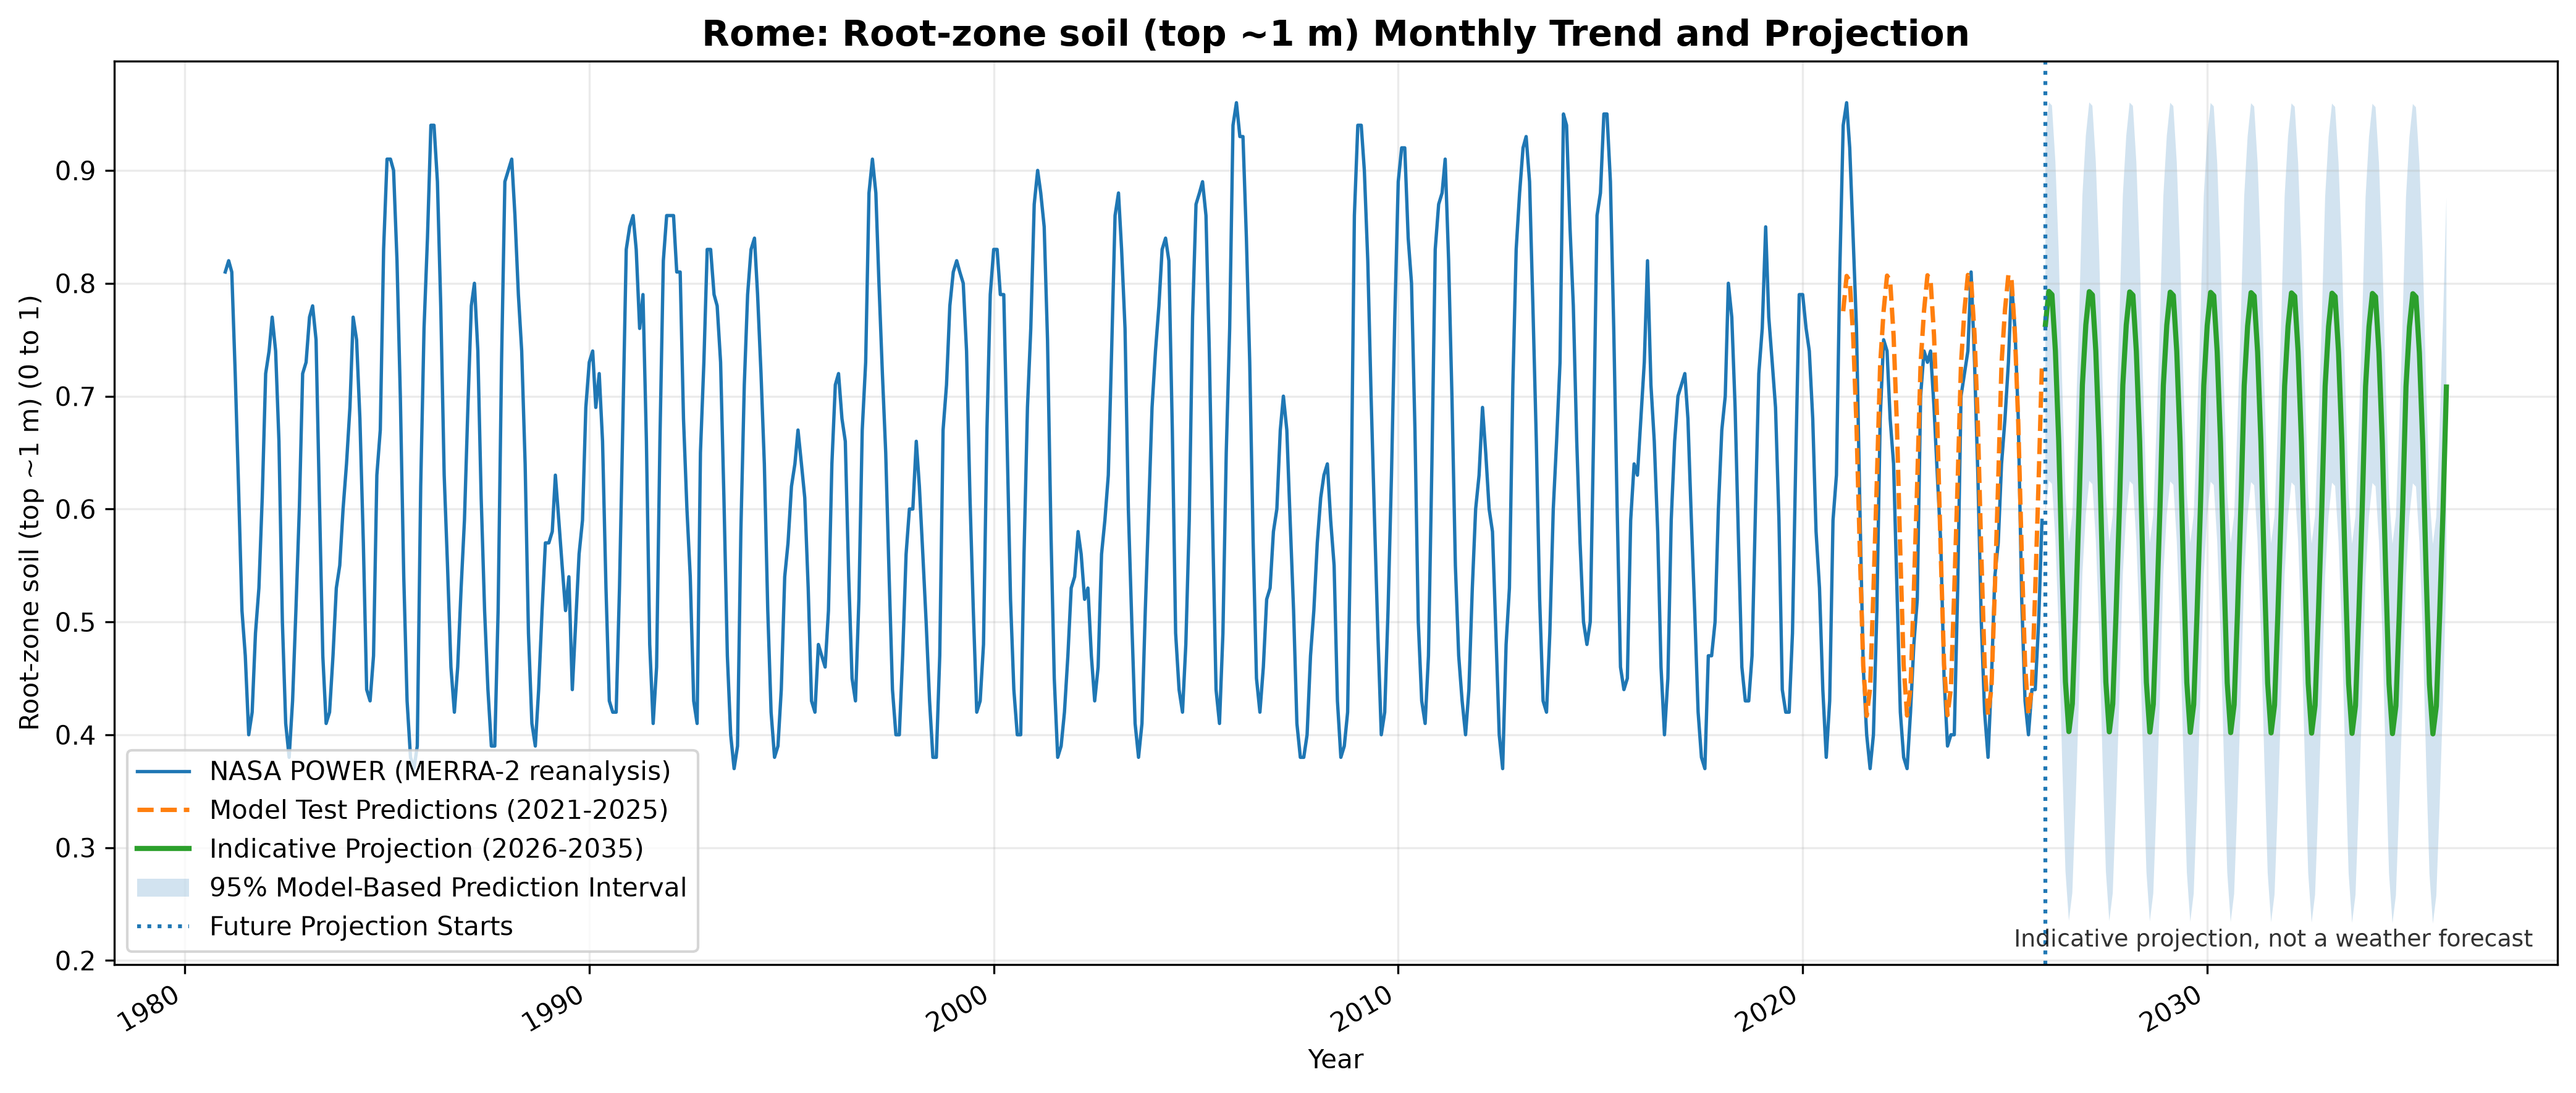 Rome: Root-zone soil (top ~1 m) Monthly Trend and Projection
Root-zone soil (top ~1 m) (0 to 1)
0.9
0.8
0.7
0.6
0.5
0.4
0.3
0.2
NASA POWER (MERRA-2 reanalysis)
Model Test Predictions (2021-2025)
Indicative Projection (2026-2035)
95% Model-Based Prediction Interval
Future Projection Starts
Indicative projection, not a weather forecast
1980
1990
2000
2010
2020
2030
Year